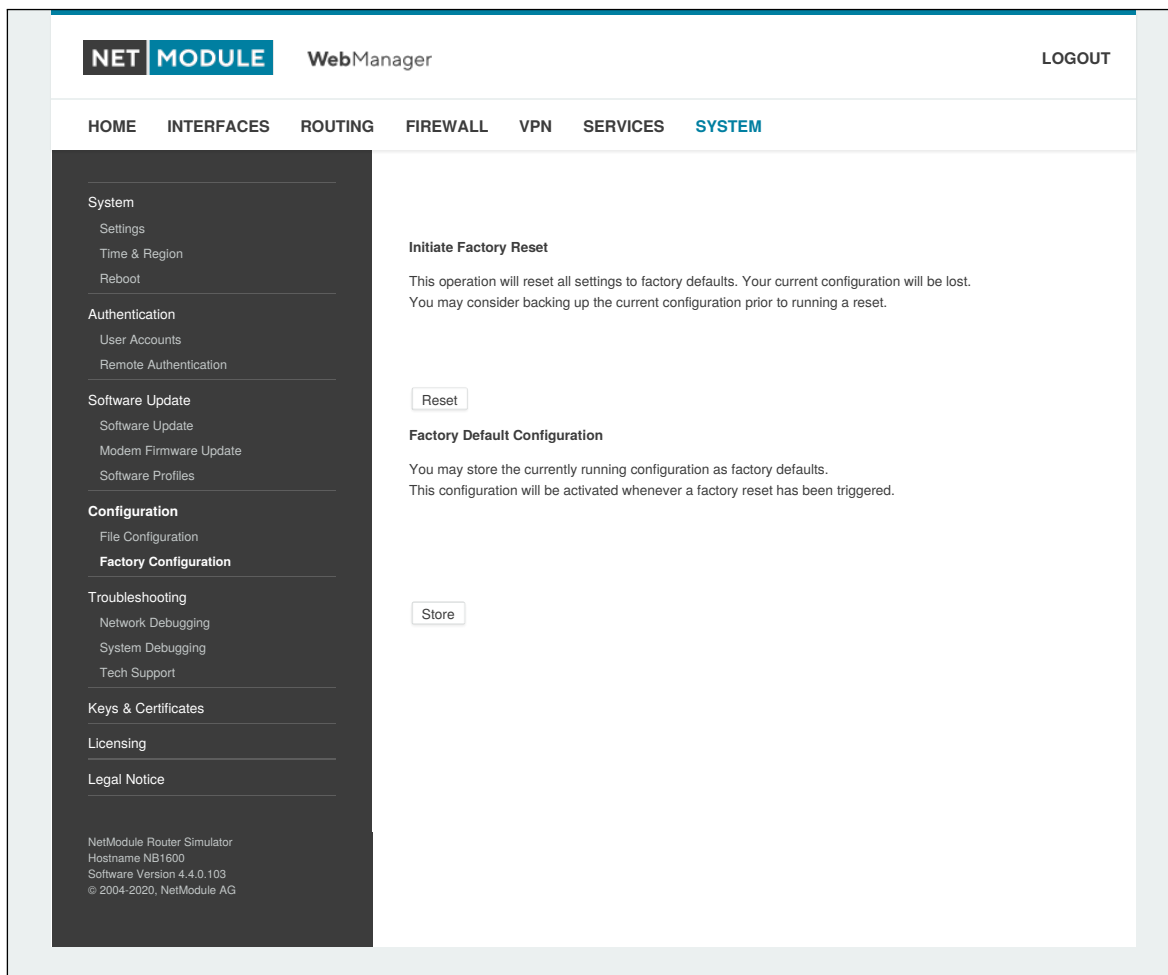 NET MODULE WebManager LOGOUT
HOME INTERFACES ROUTING FIREWALL VPN SERVICES SYSTEM
System
Settings
Time & Region
Reboot
Authentication
User Accounts
Remote Authentication
Software Update
Software Update
Modem Firmware Update
Software Profiles
Configuration
File Configuration
Factory Configuration
Troubleshooting
Network Debugging
System Debugging
Tech Support
Keys & Certificates
Licensing
Legal Notice
NetModule Router Simulator
Hostname NB1600
Software Version 4.4.0.103
© 2004-2020, NetModule AG
Initiate Factory Reset
This operation will reset all settings to factory defaults. Your current configuration will be lost.
You may consider backing up the current configuration prior to running a reset.
Reset
Factory Default Configuration
You may store the currently running configuration as factory defaults.
This configuration will be activated whenever a factory reset has been triggered.
Store